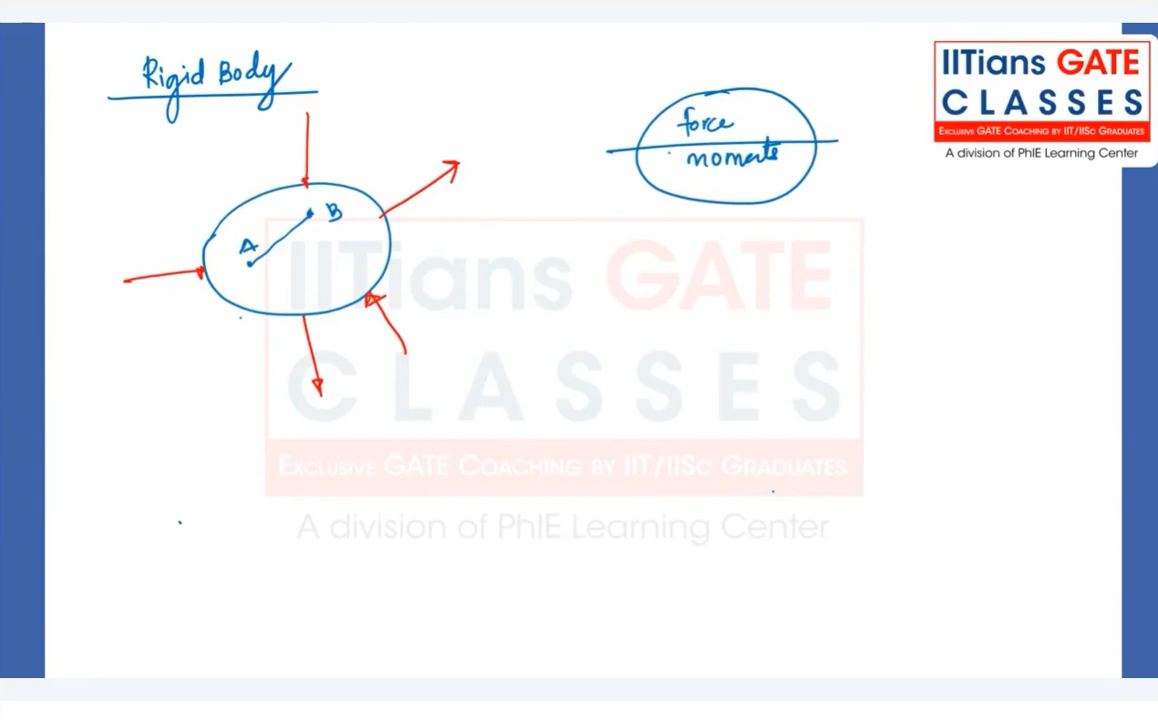 Rigid Body
IITians GATE
CLASSES
EXCLUSIVE GATE COACHING BY IIT/IISc GRADUATES
A division of PhIE Learning Center
force
moments
B
A
IITians GATE
CLASSES
EXCLUSIVE GATE COACHING BY IIT/IISc GRADUATES
A division of PhIE Learning Center